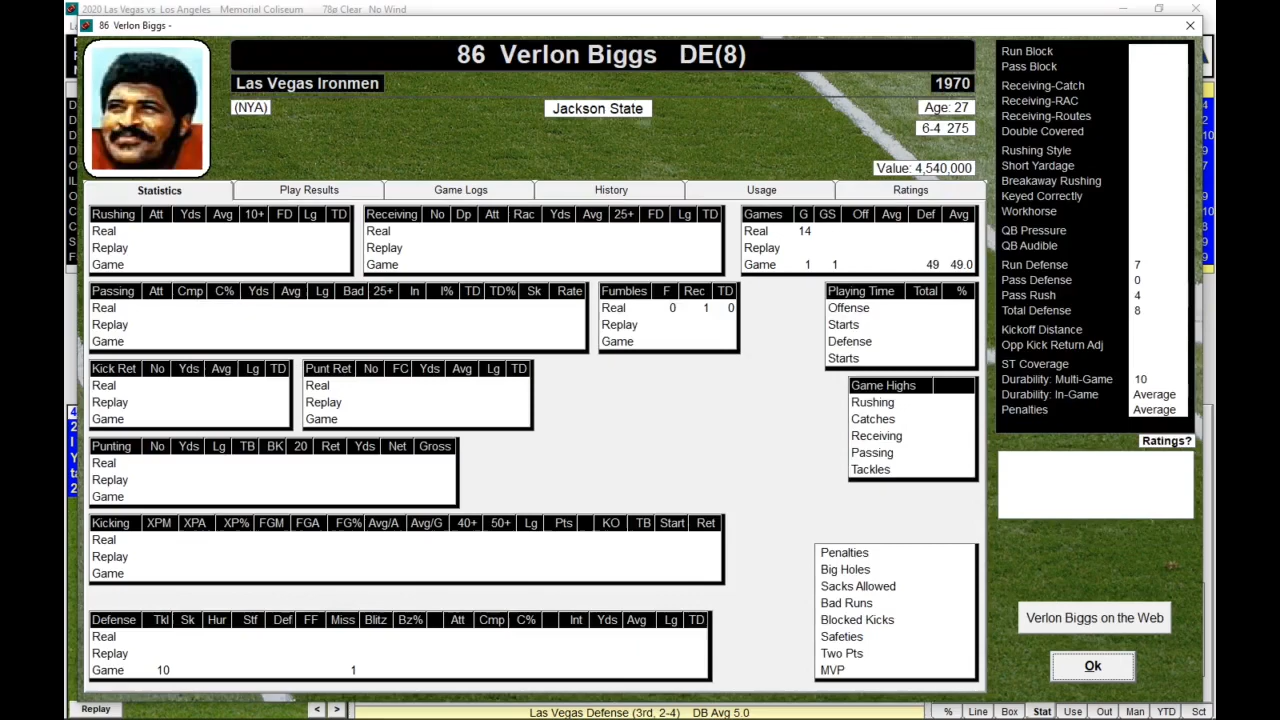 2020 Las Vegas vs Los Angeles Memorial Coliseum 78ø Clear No Wind
86 Verlon Biggs -
86 Verlon Biggs DE(8)
Las Vegas Ironmen 1970
(NYA) Jackson State Age: 27
6-4 275
Value: 4,540,000
Statistics Play Results Game Logs History Usage Ratings
Rushing Att Yds Avg 10+ FD Lg TD
Real
Replay
Game
Receiving No Dp Att Rac Yds Avg 25+ FD Lg TD
Real
Replay
Game
Games G GS Off Avg Def Avg
Real 14
Replay
Game 1 1 49 49.0
Passing Att Cmp C% Yds Avg Lg Bad 25+ In I% TD TD% Sk Rate
Real
Replay
Game
Fumbles F Rec TD
Real 0 1 0
Replay
Game
Playing Time Total %
Offense
Starts
Defense
Starts
Kick Ret No Yds Avg Lg TD
Real
Replay
Game
Punt Ret No FC Yds Avg Lg TD
Real
Replay
Game
Game Highs
Rushing
Catches
Receiving
Passing
Tackles
Punting No Yds Lg TB BK 20 Ret Yds Net Gross
Real
Replay
Game
Kicking XPM XPA XP% FGM FGA FG% Avg/A Avg/G 40+ 50+ Lg Pts KO TB Start Ret
Real
Replay
Game
Penalties
Big Holes
Sacks Allowed
Bad Runs
Blocked Kicks
Safeties
Two Pts
MVP
Defense Tkl Sk Hur Stf Def FF Miss Blitz Bz% Att Cmp C% Int Yds Avg Lg TD
Real
Replay
Game 10 1
Run Block
Pass Block
Receiving-Catch
Receiving-RAC
Receiving-Routes
Double Covered
Rushing Style
Short Yardage
Breakaway Rushing
Keyed Correctly
Workhorse
QB Pressure
QB Audible
Run Defense 7
Pass Defense 0
Pass Rush 4
Total Defense 8
Kickoff Distance
Opp Kick Return Adj
ST Coverage
Durability: Multi-Game 10
Durability: In-Game Average
Penalties Average
Ratings?
Verlon Biggs on the Web
Ok
Replay < > Las Vegas Defense (3rd, 2-4) DB Avg 5.0 % Line Box Stat Use Out Man YTD Sct